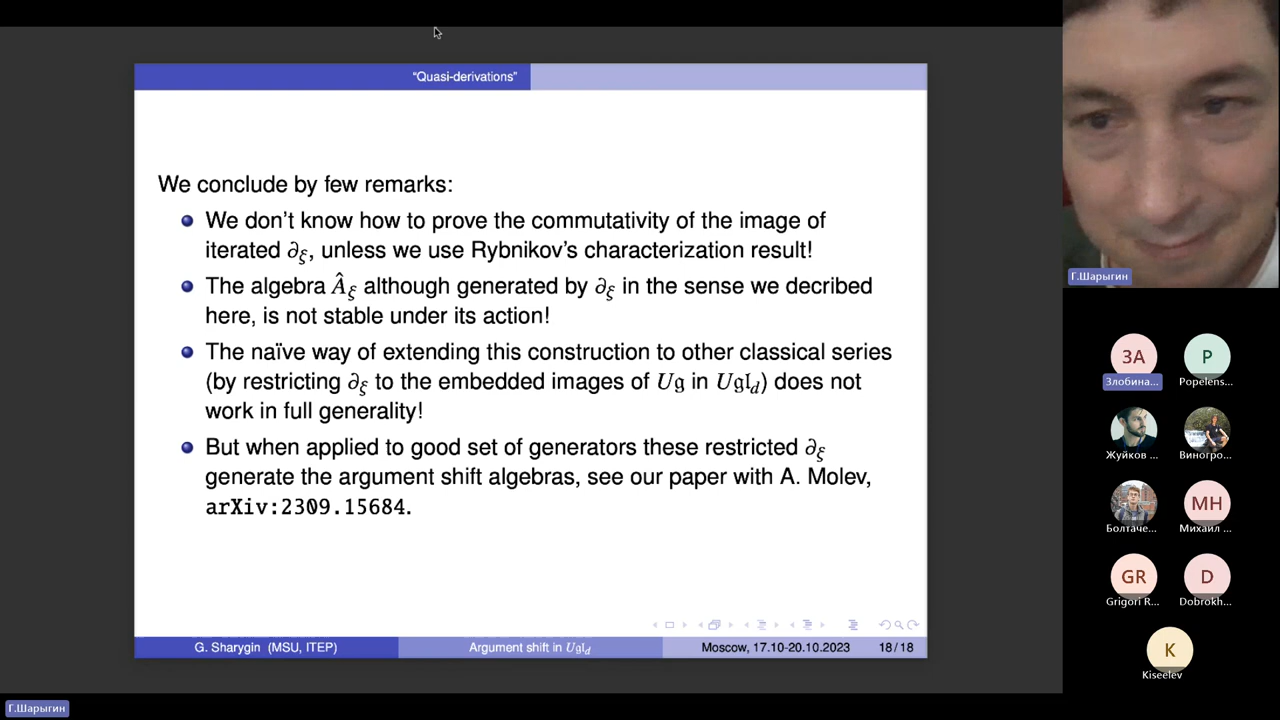 "Quasi-derivations"
We conclude by few remarks:
We don't know how to prove the commutativity of the image of
iterated ∂_ξ, unless we use Rybnikov's characterization result!
The algebra Â_ξ although generated by ∂_ξ in the sense we decribed
here, is not stable under its action!
The naïve way of extending this construction to other classical series
(by restricting ∂_ξ to the embedded images of U𝔤 in U𝔤𝔩_d) does not
work in full generality!
But when applied to good set of generators these restricted ∂_ξ
generate the argument shift algebras, see our paper with A. Molev,
arXiv:2309.15684.
G. Sharygin (MSU, ITEP)
Argument shift in U𝔤𝔩_d
Moscow, 17.10-20.10.2023
18 / 18
Г.Шарыгин
ЗА
Злобина...
P
Popelens...
Жуйков ...
Виногро...
Болтаче...
МН
Михаил ...
GR
Grigori R...
D
Dobrokh...
K
Kiseelev
Г.Шарыгин